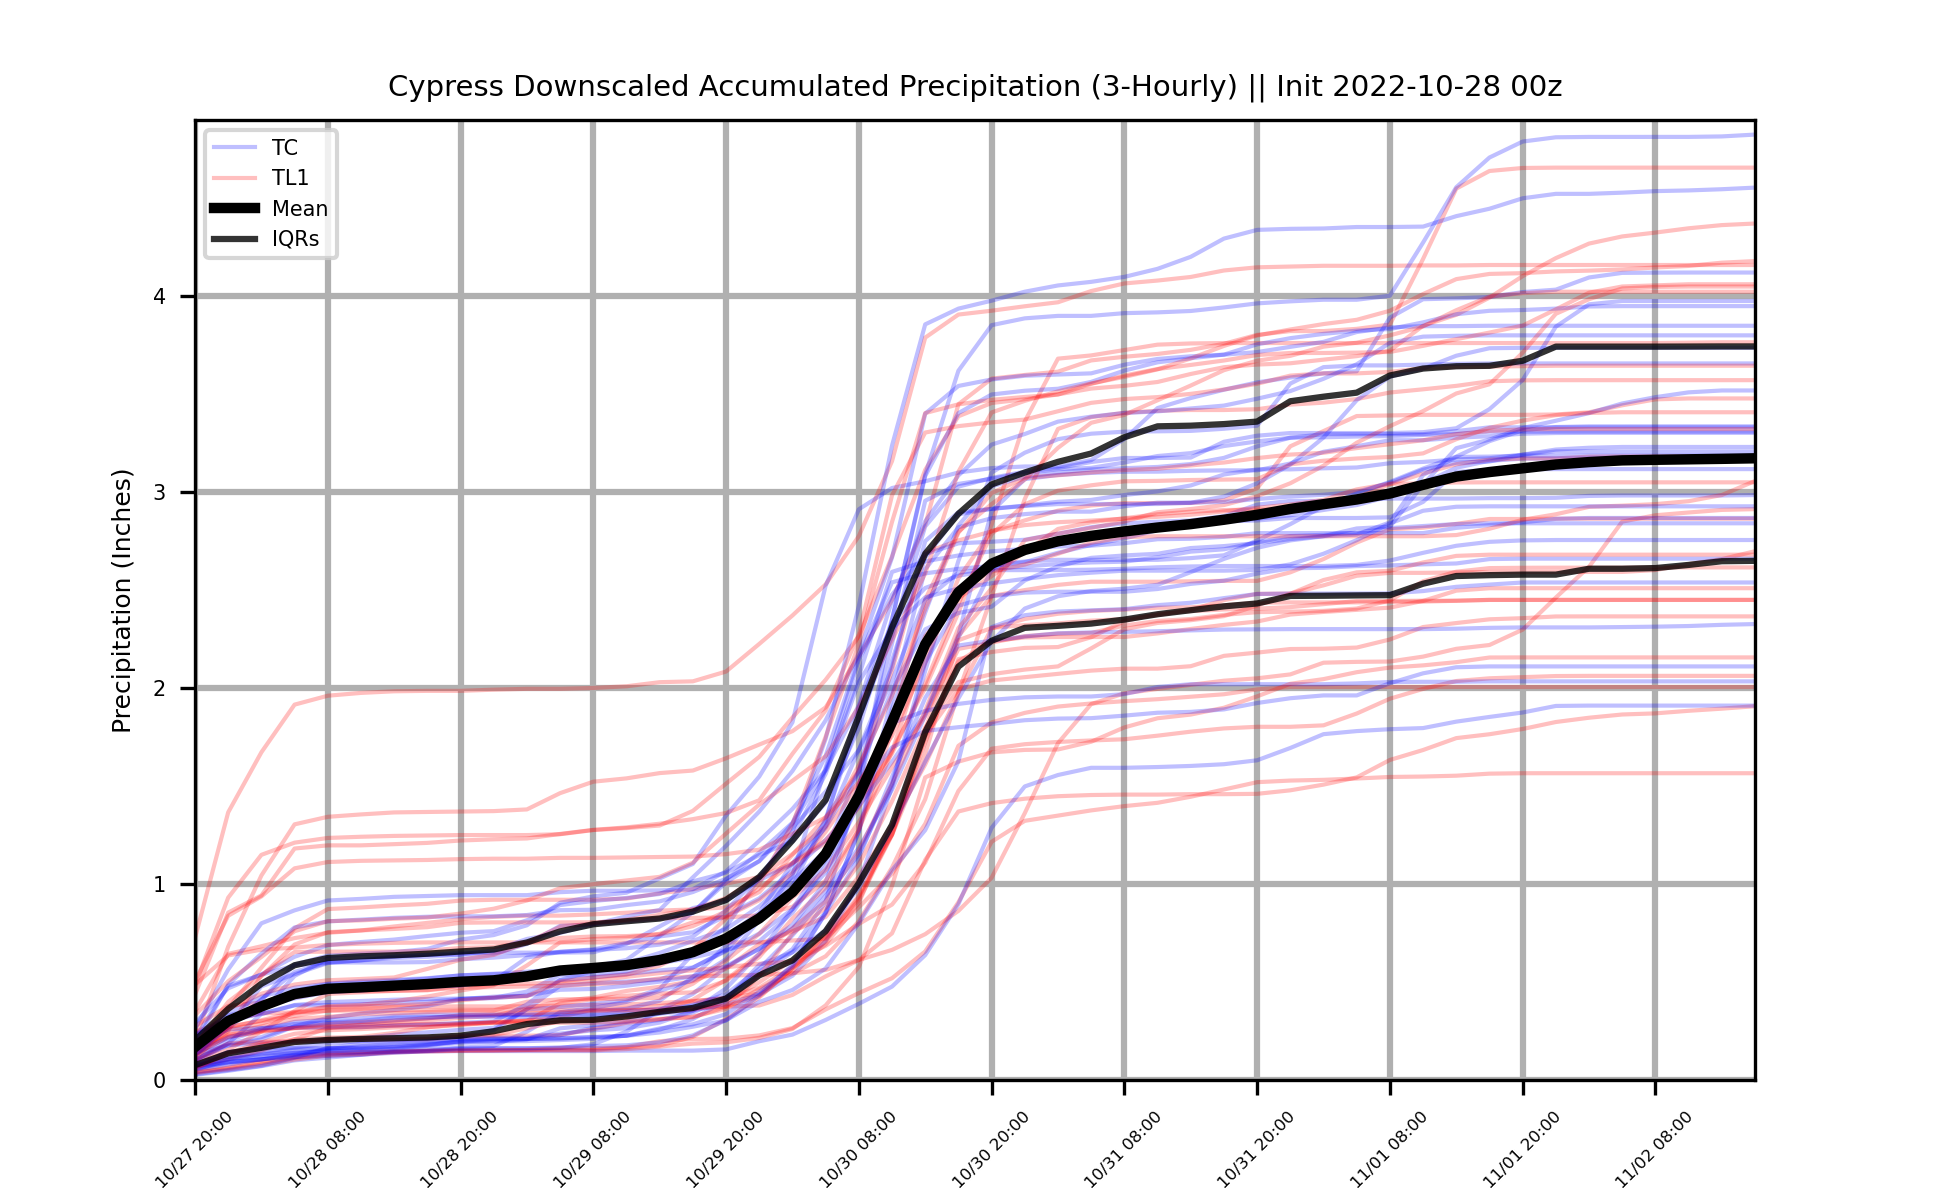 Cypress Downscaled Accumulated Precipitation (3-Hourly) || Init 2022-10-28 00z
TC
TL1
Mean
IQRs
Precipitation (Inches)
4
3
2
1
0
10/27 20:00
10/28 08:00
10/28 20:00
10/29 08:00
10/29 20:00
10/30 08:00
10/30 20:00
10/31 08:00
10/31 20:00
11/01 08:00
11/01 20:00
11/02 08:00